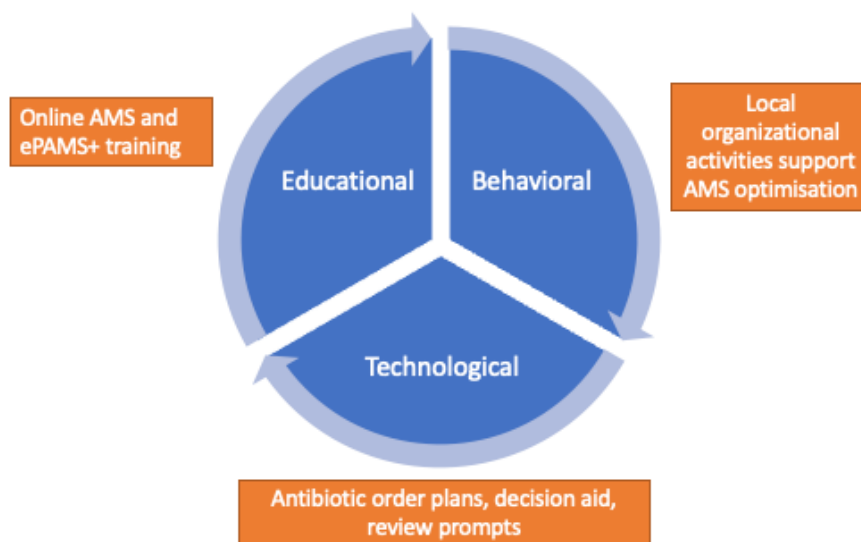 Online AMS and
ePAMS+ training
Educational
Behavioral
Local
organizational
activities support
AMS optimisation
Technological
Antibiotic order plans, decision aid,
review prompts